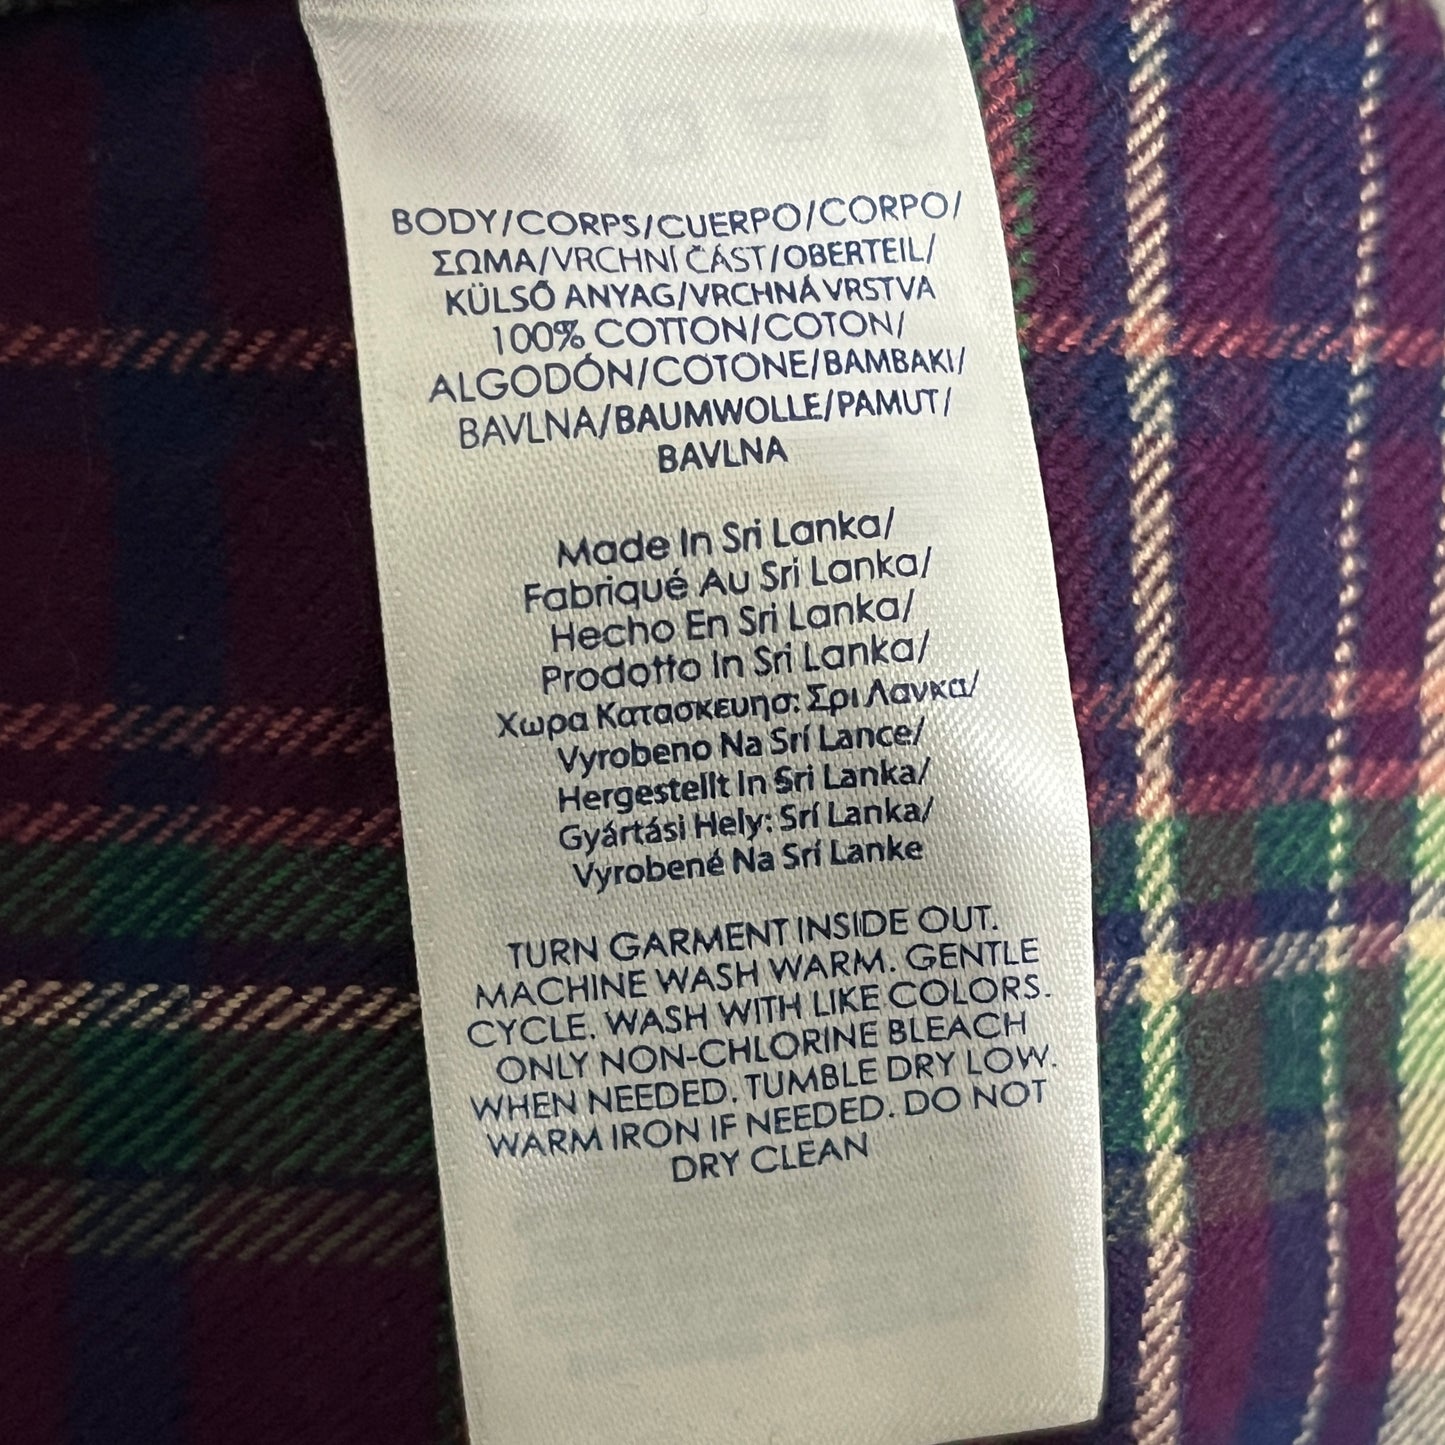 BODY/CORPS/CUERPO/CORPO/
ΣΩΜΑ/VRCHNÍ ČÁST/OBERTEIL/
KÜLSŐ ANYAG/VRCHNÁ VRSTVA
100% COTTON/COTON/
ALGODÓN/COTONE/BAMBAKI/
BAVLNA/BAUMWOLLE/PAMUT/
BAVLNA
Made In Sri Lanka/
Fabriqué Au Sri Lanka/
Hecho En Sri Lanka/
Prodotto In Sri Lanka/
Χωρα Κατασκευησ: Σρι Λανκα/
Vyrobeno Na Srí Lance/
Hergestellt In Sri Lanka/
Gyártási Hely: Srí Lanka/
Vyrobené Na Srí Lanke
TURN GARMENT INSIDE OUT.
MACHINE WASH WARM. GENTLE
CYCLE. WASH WITH LIKE COLORS.
ONLY NON-CHLORINE BLEACH
WHEN NEEDED. TUMBLE DRY LOW.
WARM IRON IF NEEDED. DO NOT
DRY CLEAN